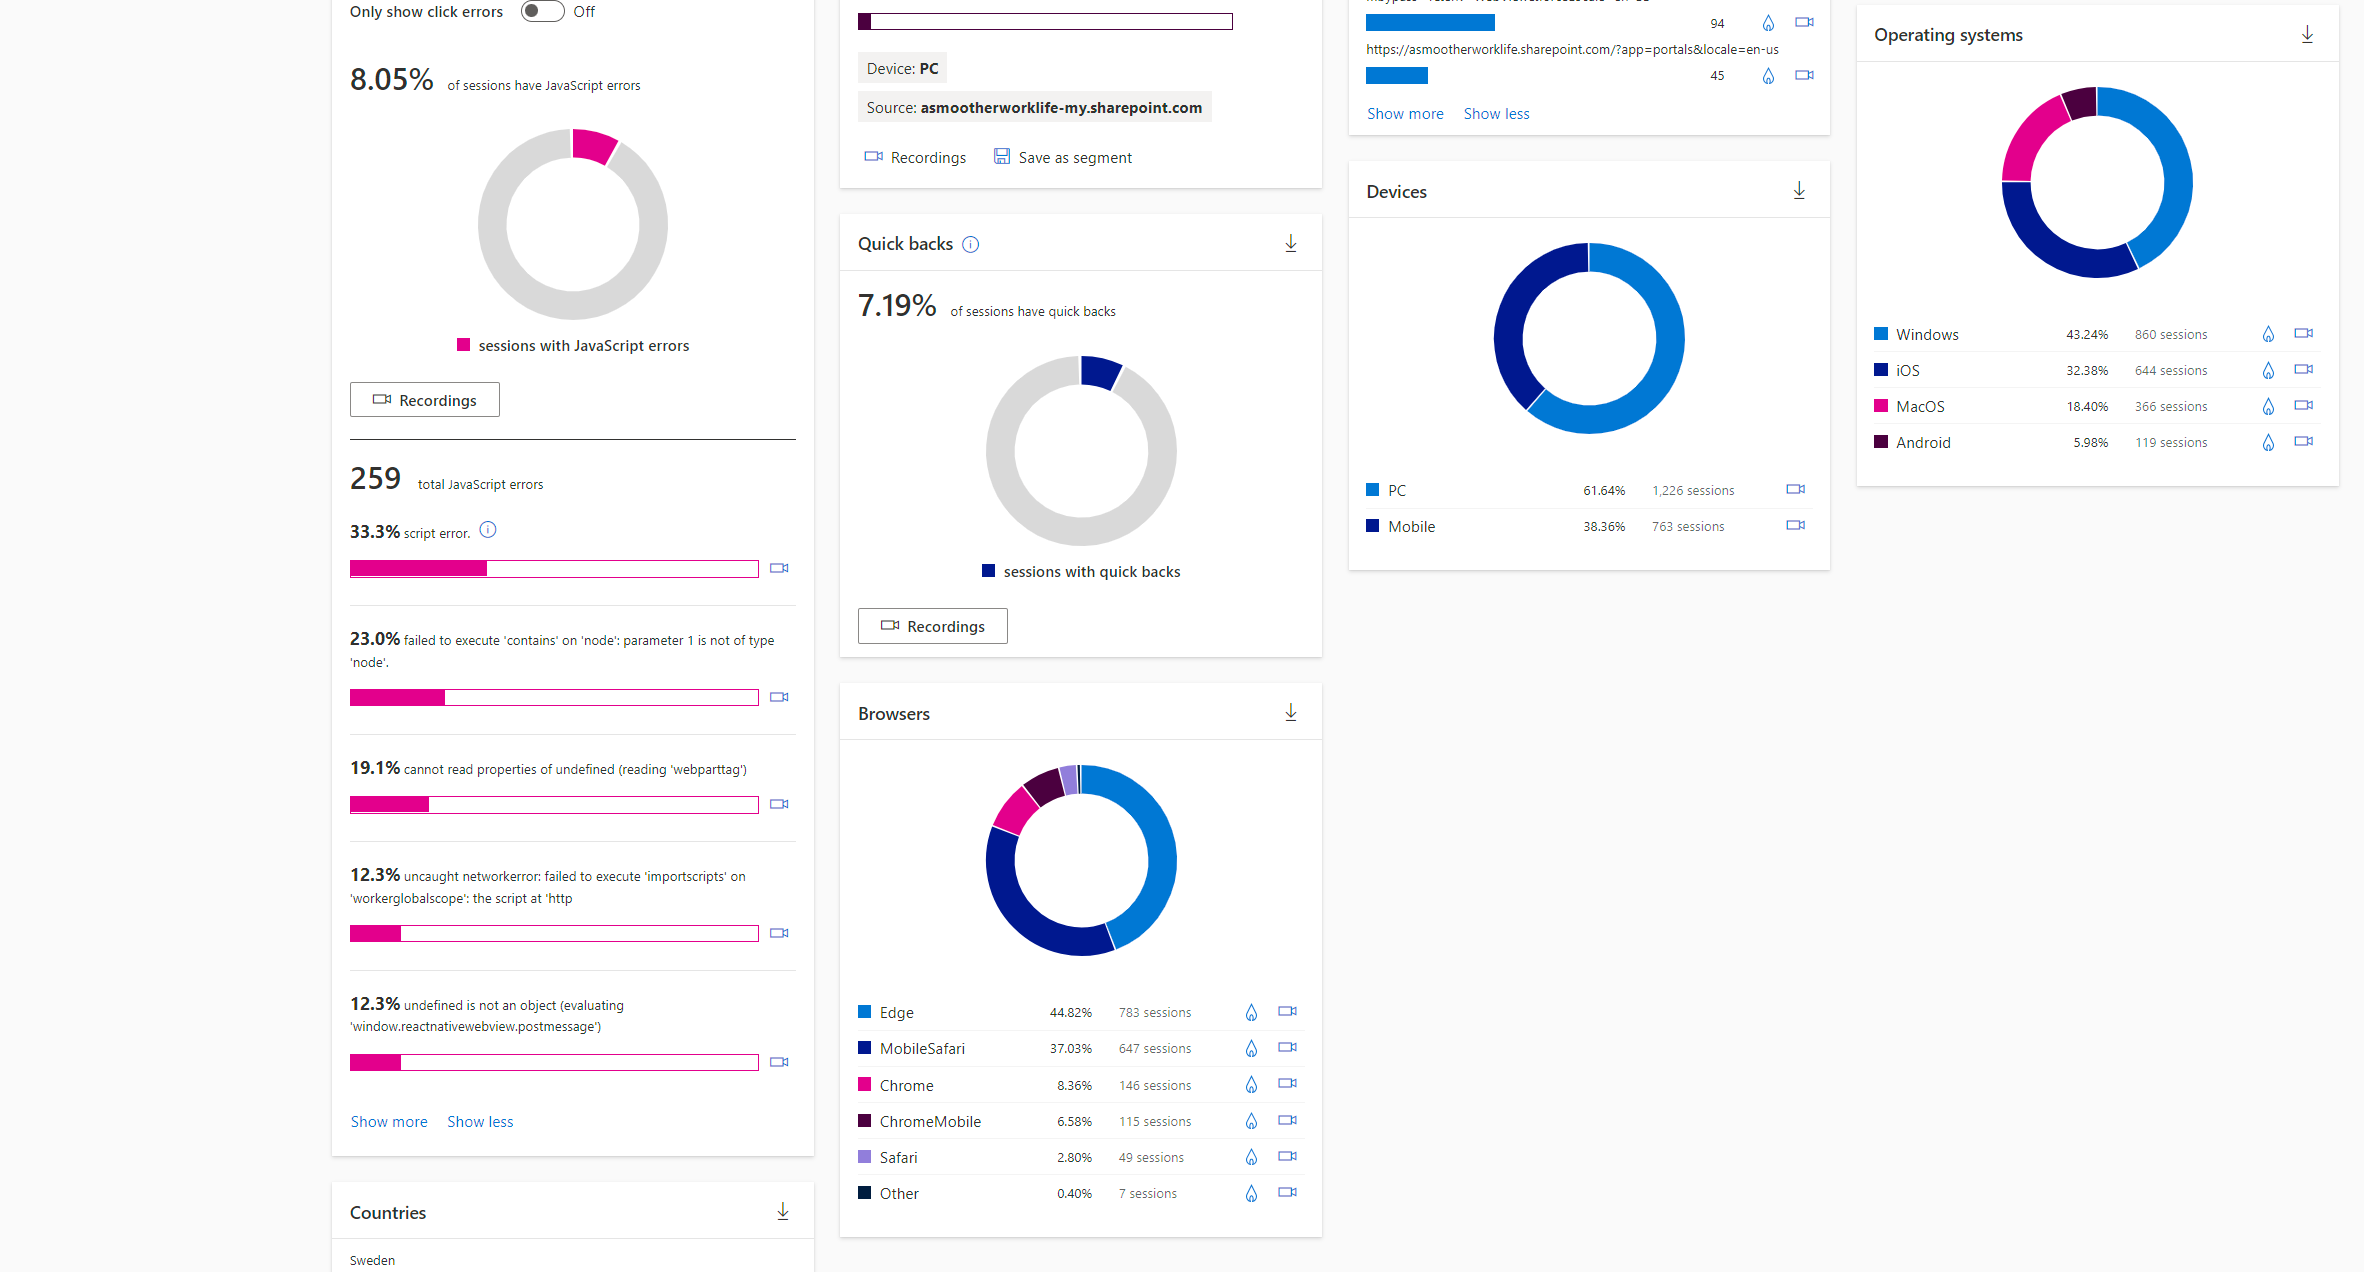 Only show click errors Off
8.05% of sessions have JavaScript errors
sessions with JavaScript errors
Recordings
259 total JavaScript errors
33.3% script error.
23.0% failed to execute 'contains' on 'node': parameter 1 is not of type
'node'.
19.1% cannot read properties of undefined (reading 'webparttag')
12.3% uncaught networkerror: failed to execute 'importscripts' on
'workerglobalscope': the script at 'http
12.3% undefined is not an object (evaluating
'window.reactnativewebview.postmessage')
Show more Show less
Countries
Sweden
Device: PC
Source: asmootherworklife-my.sharepoint.com
Recordings Save as segment
Quick backs
7.19% of sessions have quick backs
sessions with quick backs
Recordings
Browsers
Edge 44.82% 783 sessions
MobileSafari 37.03% 647 sessions
Chrome 8.36% 146 sessions
ChromeMobile 6.58% 115 sessions
Safari 2.80% 49 sessions
Other 0.40% 7 sessions
94
https://asmootherworklife.sharepoint.com/?app=portals&locale=en-us
45
Show more Show less
Devices
PC 61.64% 1,226 sessions
Mobile 38.36% 763 sessions
Operating systems
Windows 43.24% 860 sessions
iOS 32.38% 644 sessions
MacOS 18.40% 366 sessions
Android 5.98% 119 sessions